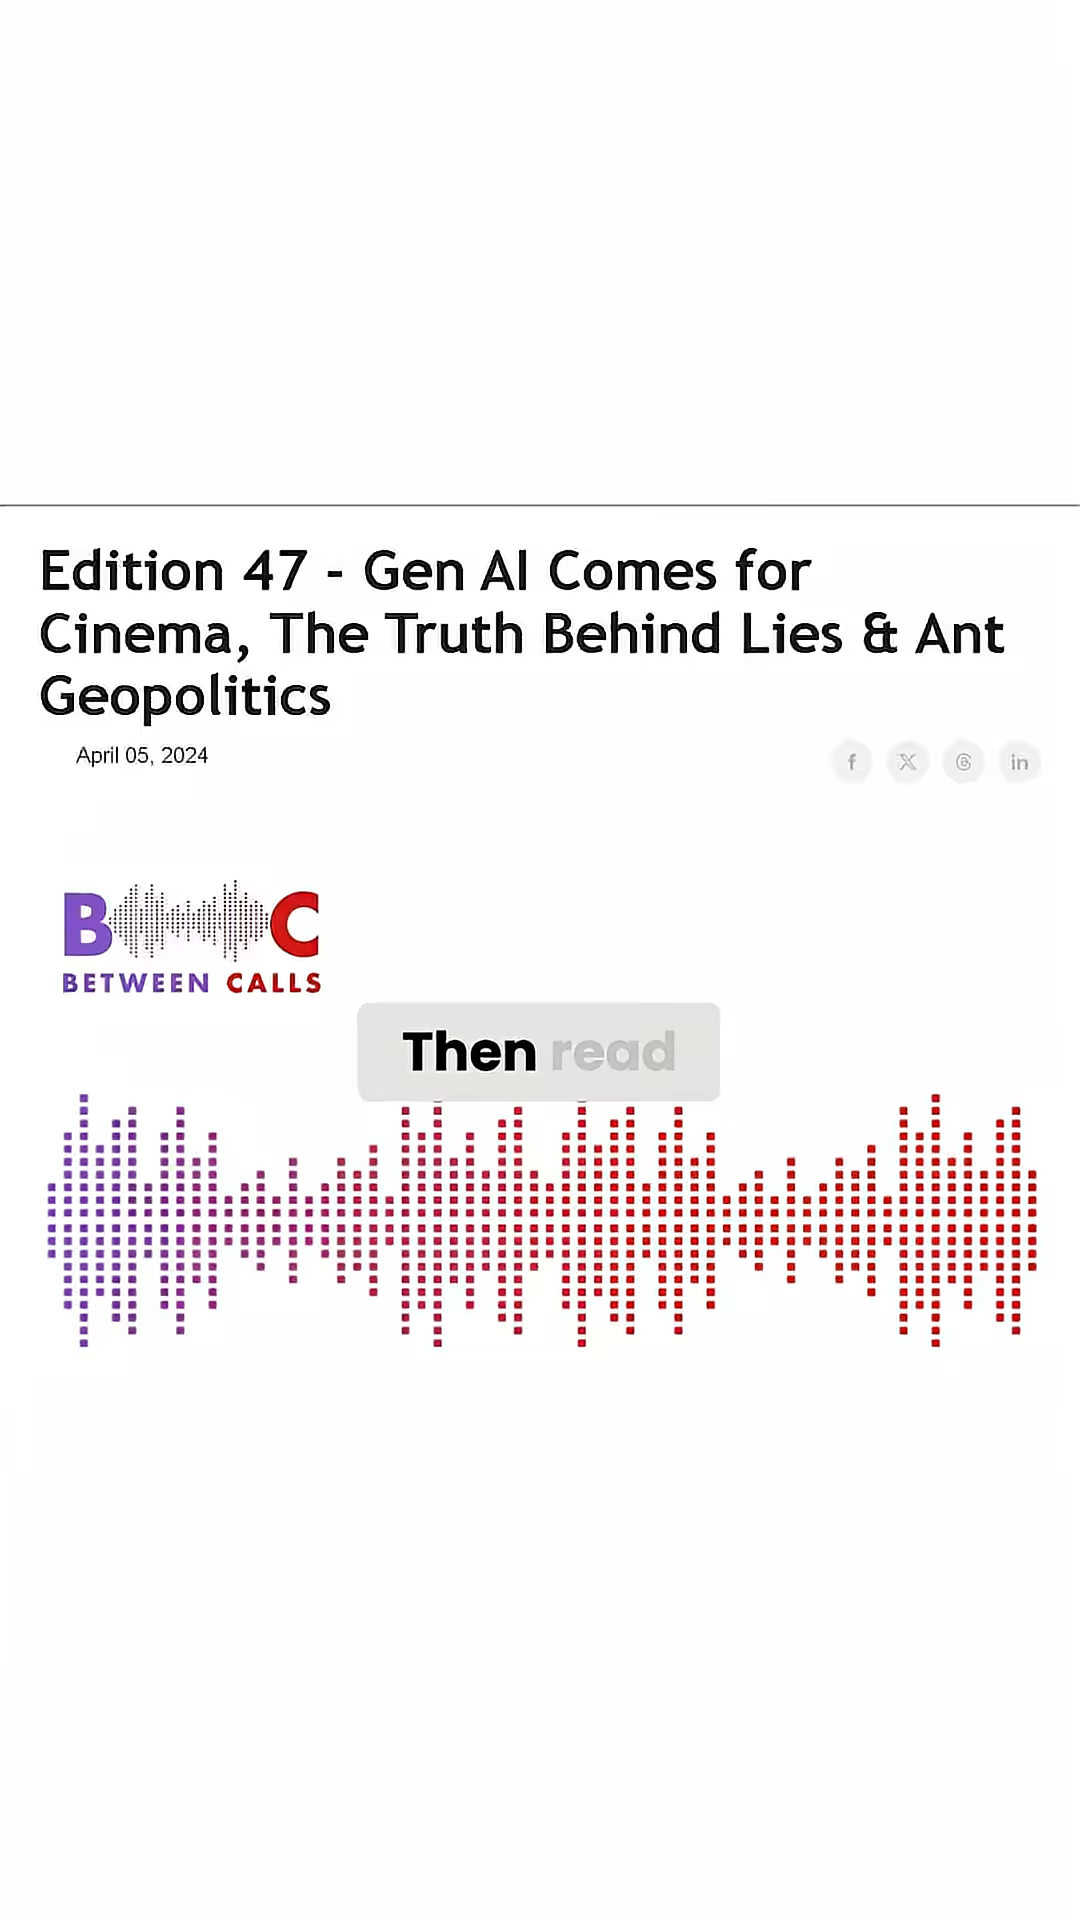 Edition 47 - Gen AI Comes for
Cinema, The Truth Behind Lies & Ant
Geopolitics
April 05, 2024
f X @ in
B C
BETWEEN CALLS
Then read